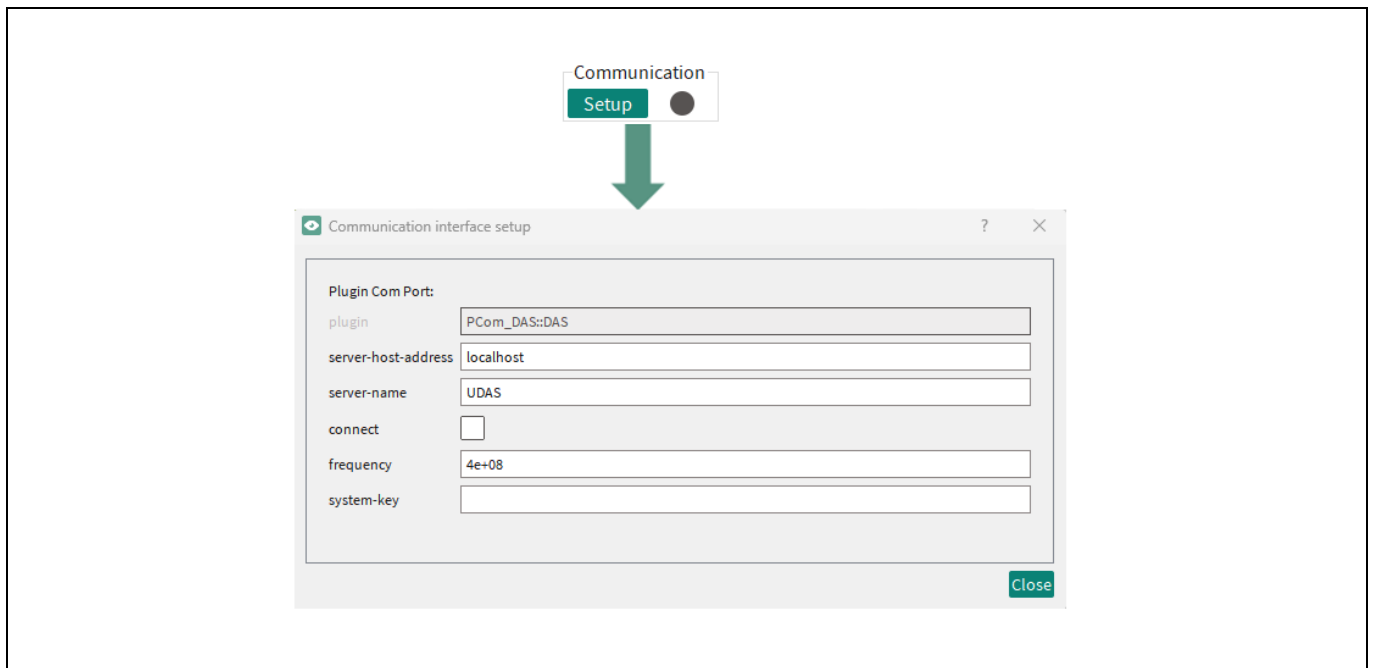 Communication
Setup
Communication interface setup ?
Plugin Com Port:
plugin PCom_DAS::DAS
server-host-address localhost
server-name UDAS
connect
frequency 4e+08
system-key
Close